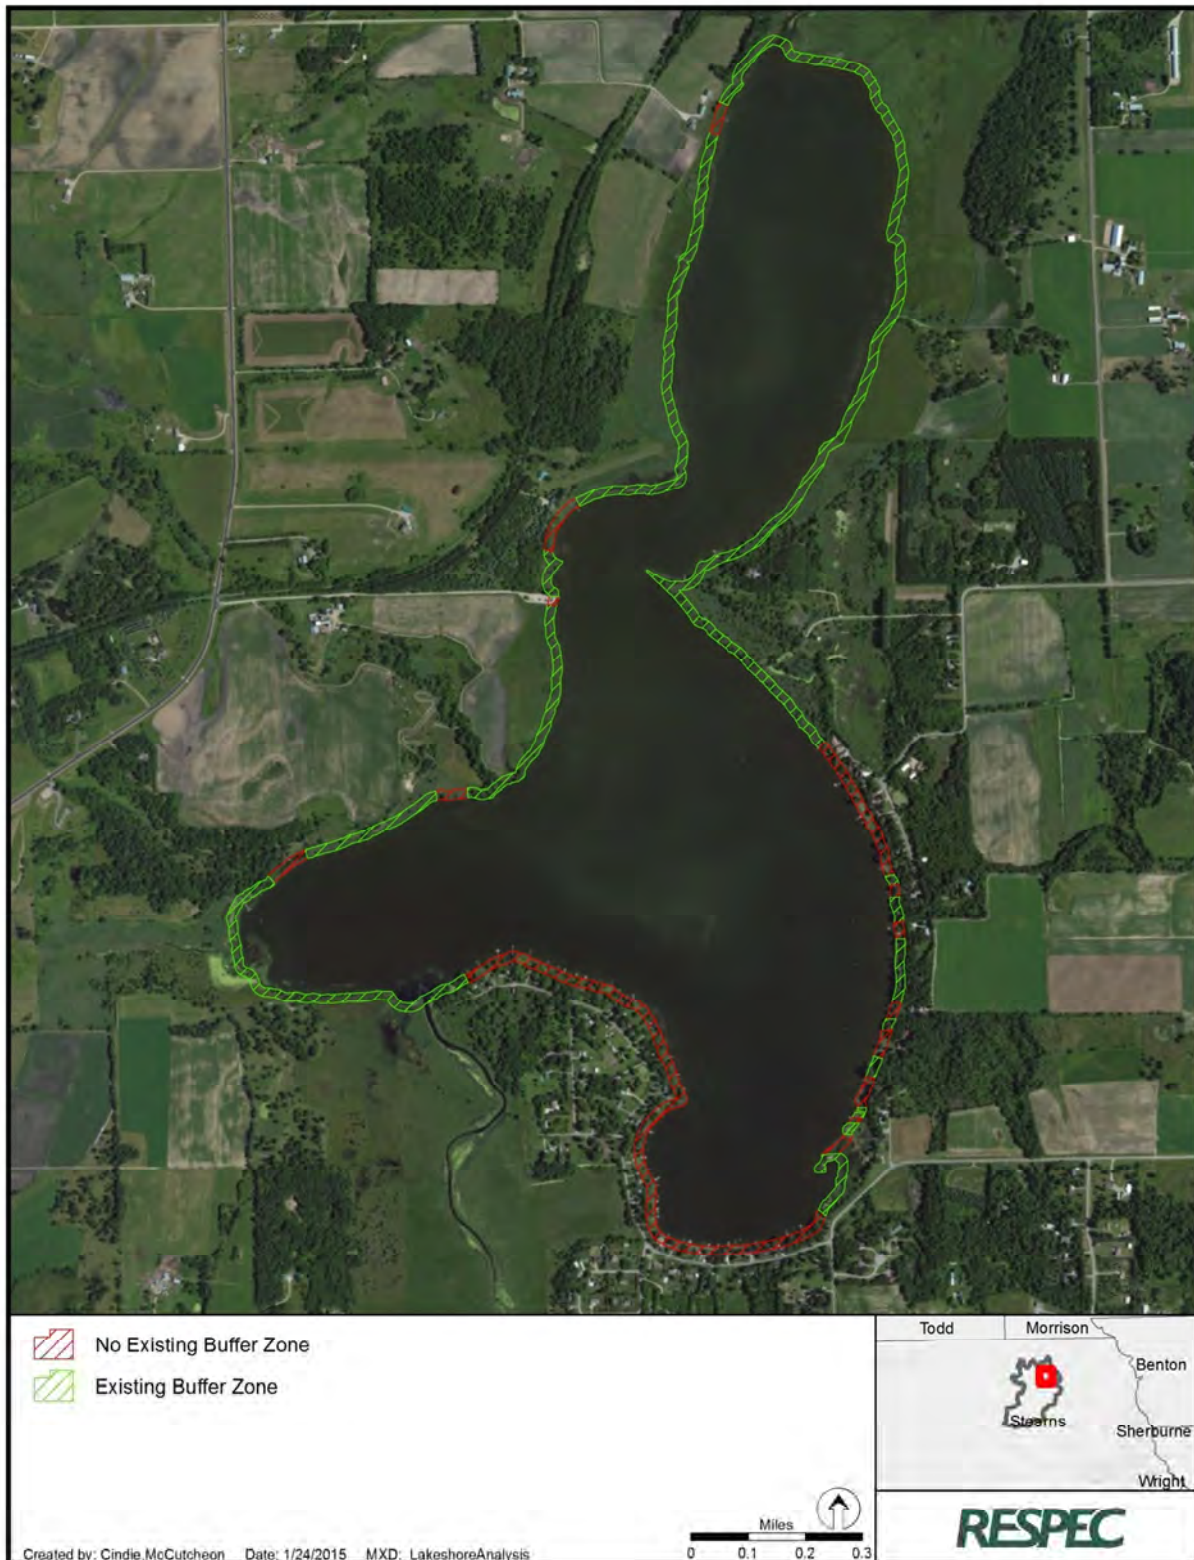 No Existing Buffer Zone
Existing Buffer Zone
Todd
Morrison
Benton
Stearns
Sherburne
Wright
Miles
0 0.1 0.2 0.3
RESPEC
Created by: Cindie.McCutcheon Date: 1/24/2015 MXD: LakeshoreAnalysis